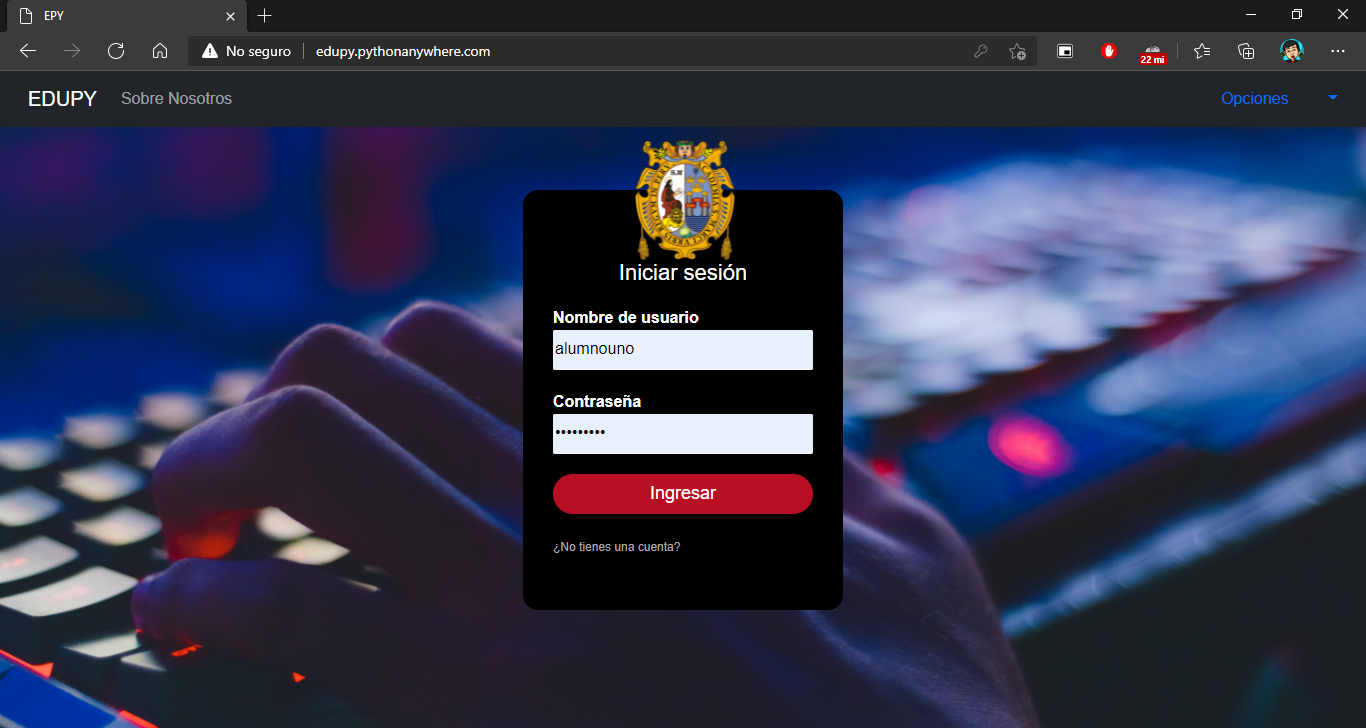 EPY
No seguro
edupy.pythonanywhere.com
22 mi
EDUPY
Sobre Nosotros
Opciones
S.M
Iniciar sesión
Nombre de usuario
alumnouno
Contraseña
•••••••••
Ingresar
¿No tienes una cuenta?